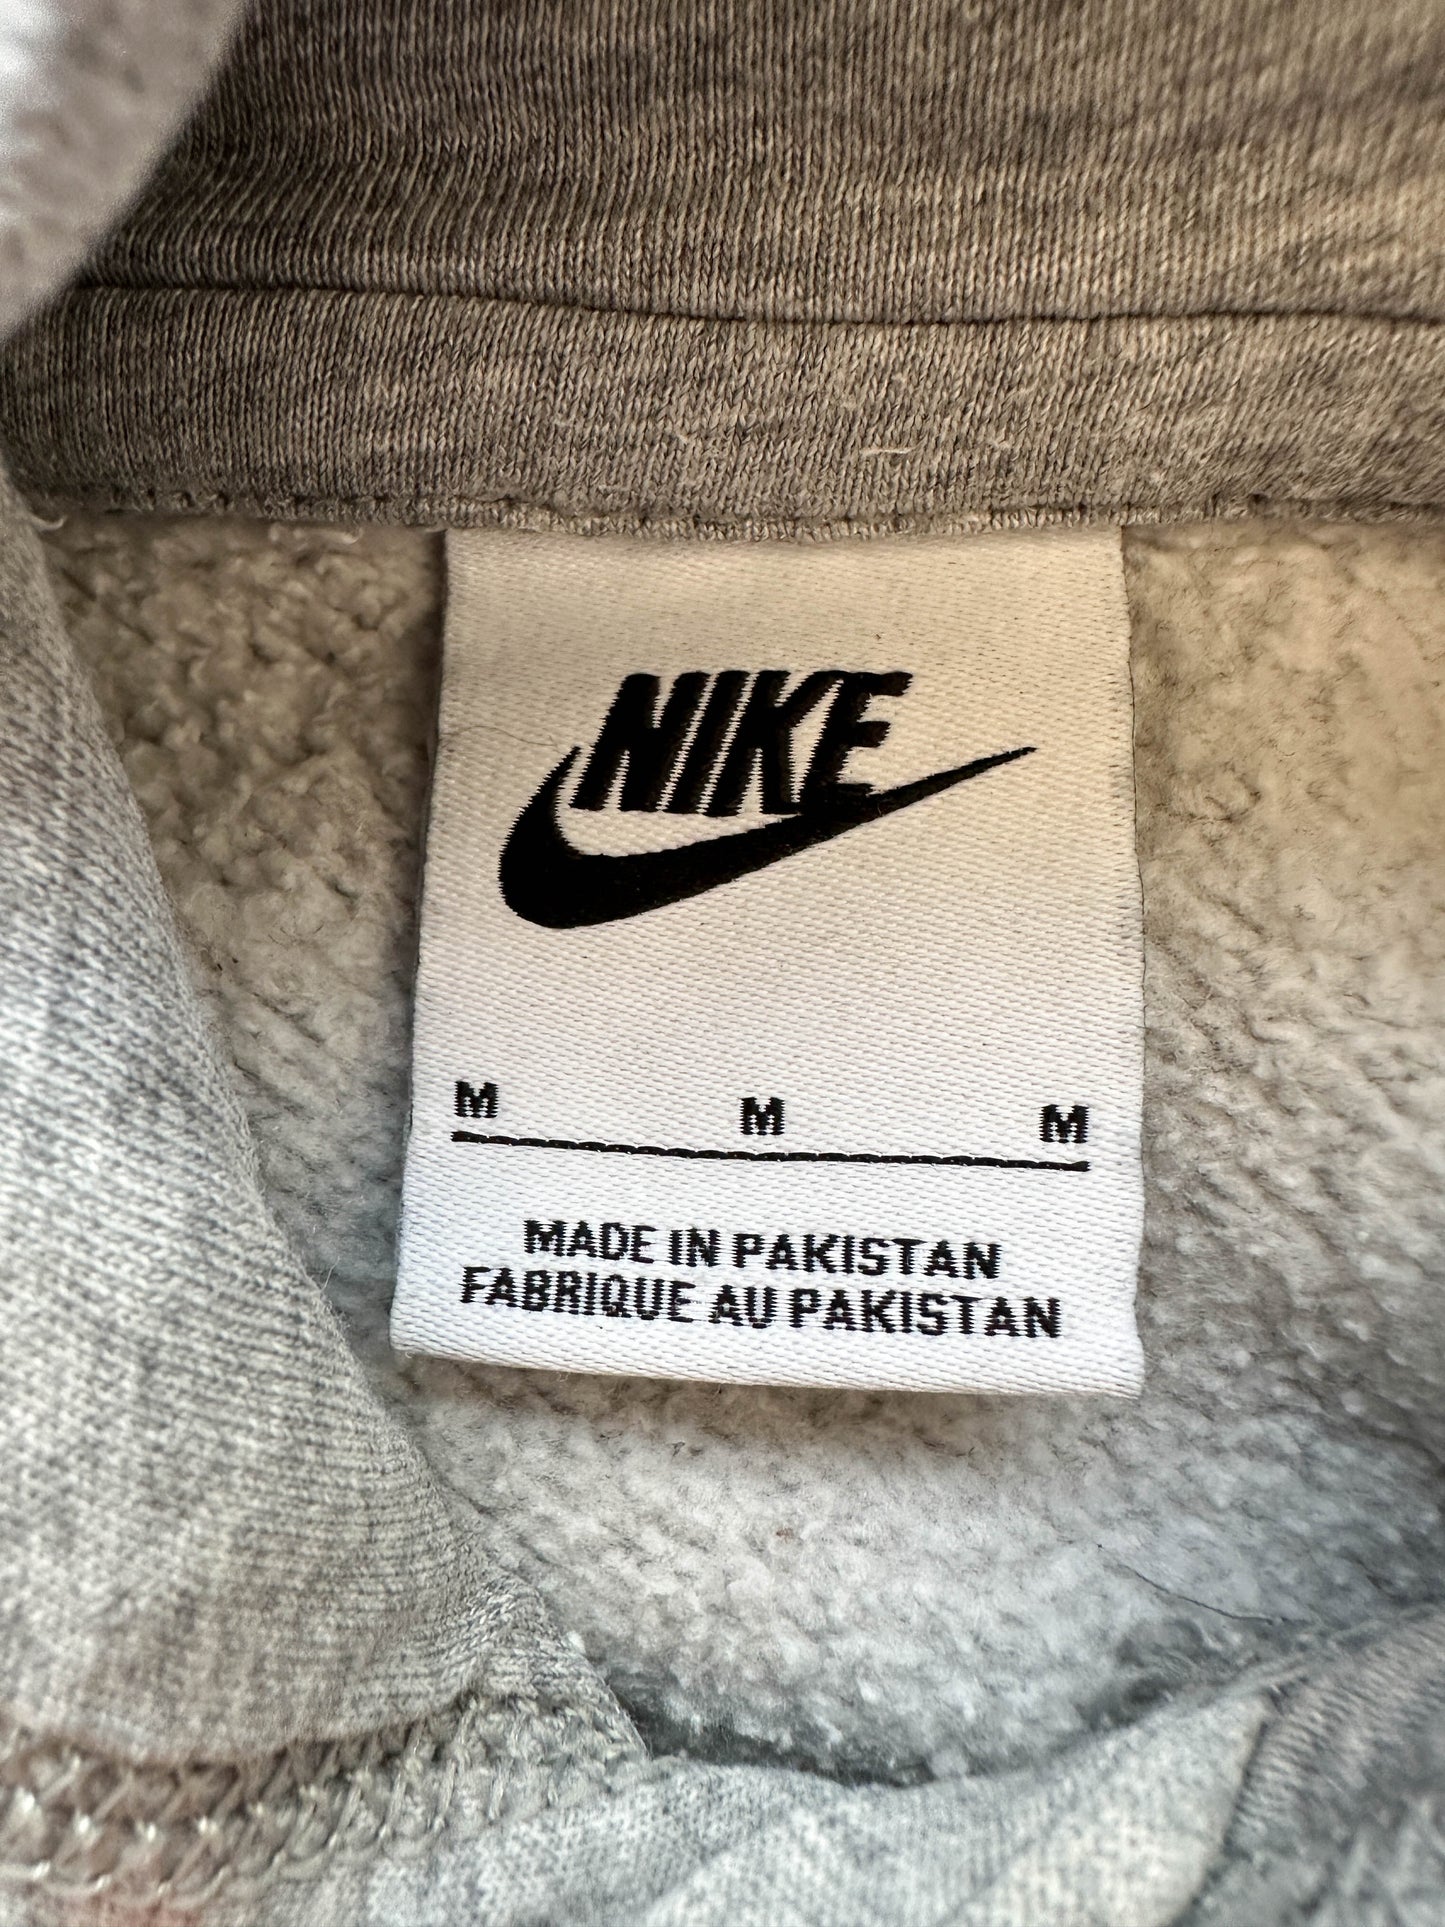 NIKE
M M M
MADE IN PAKISTAN
FABRIQUE AU PAKISTAN